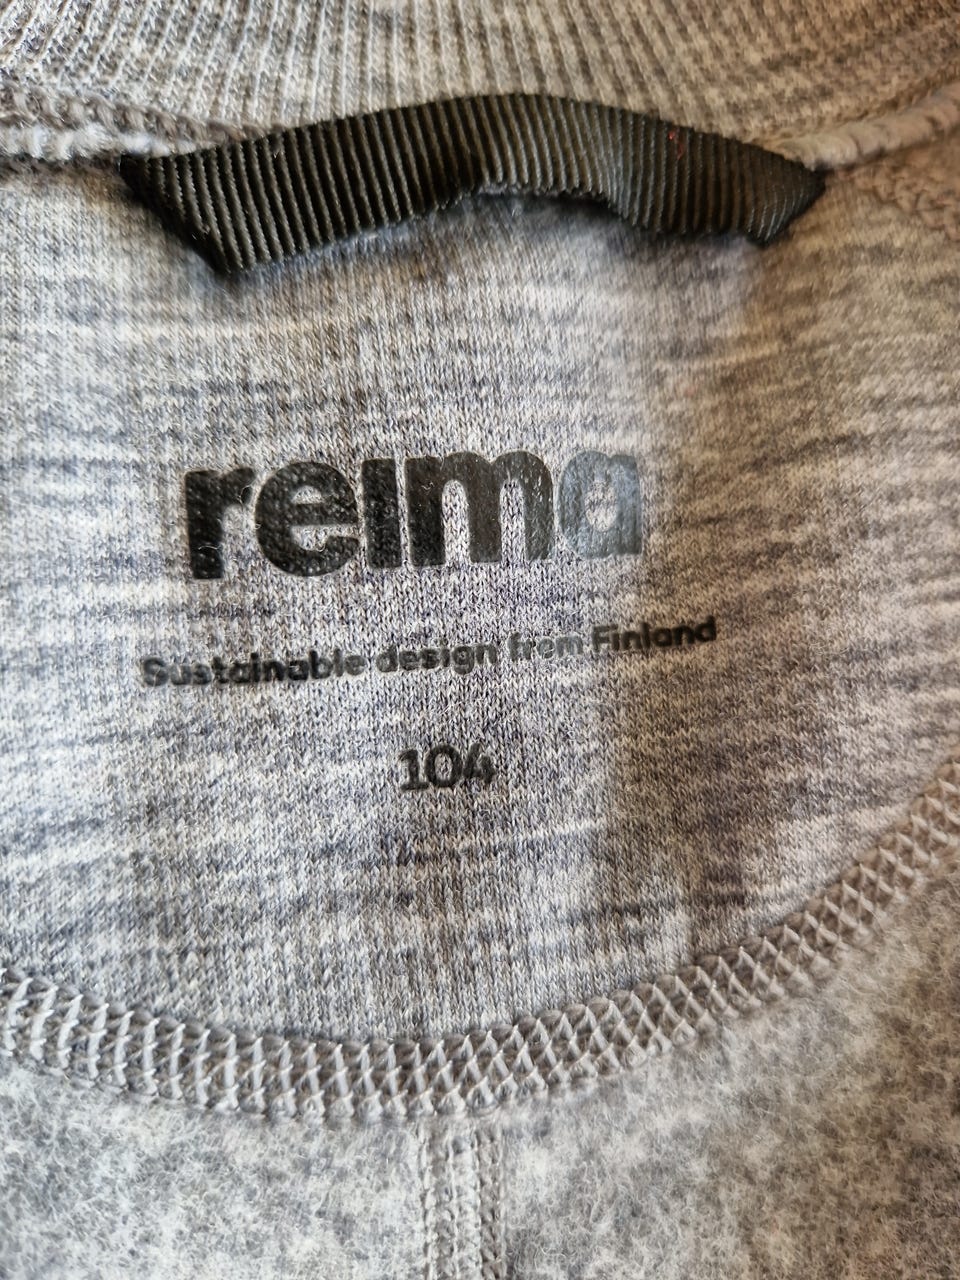 reima
Sustainable design from Finland
104